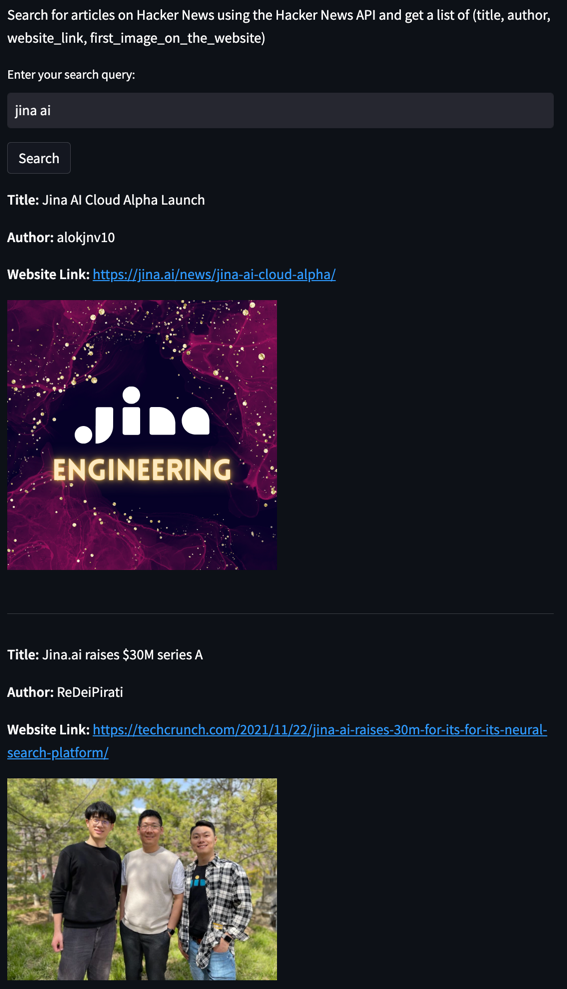 Search for articles on Hacker News using the Hacker News API and get a list of (title, author,
website_link, first_image_on_the_website)
Enter your search query:
jina ai
Search
Title: Jina AI Cloud Alpha Launch
Author: alokjnv10
Website Link: https://jina.ai/news/jina-ai-cloud-alpha/
Jina
ENGINEERING
Title: Jina.ai raises $30M series A
Author: ReDeiPirati
Website Link: https://techcrunch.com/2021/11/22/jina-ai-raises-30m-for-its-for-its-neural-
search-platform/
jina